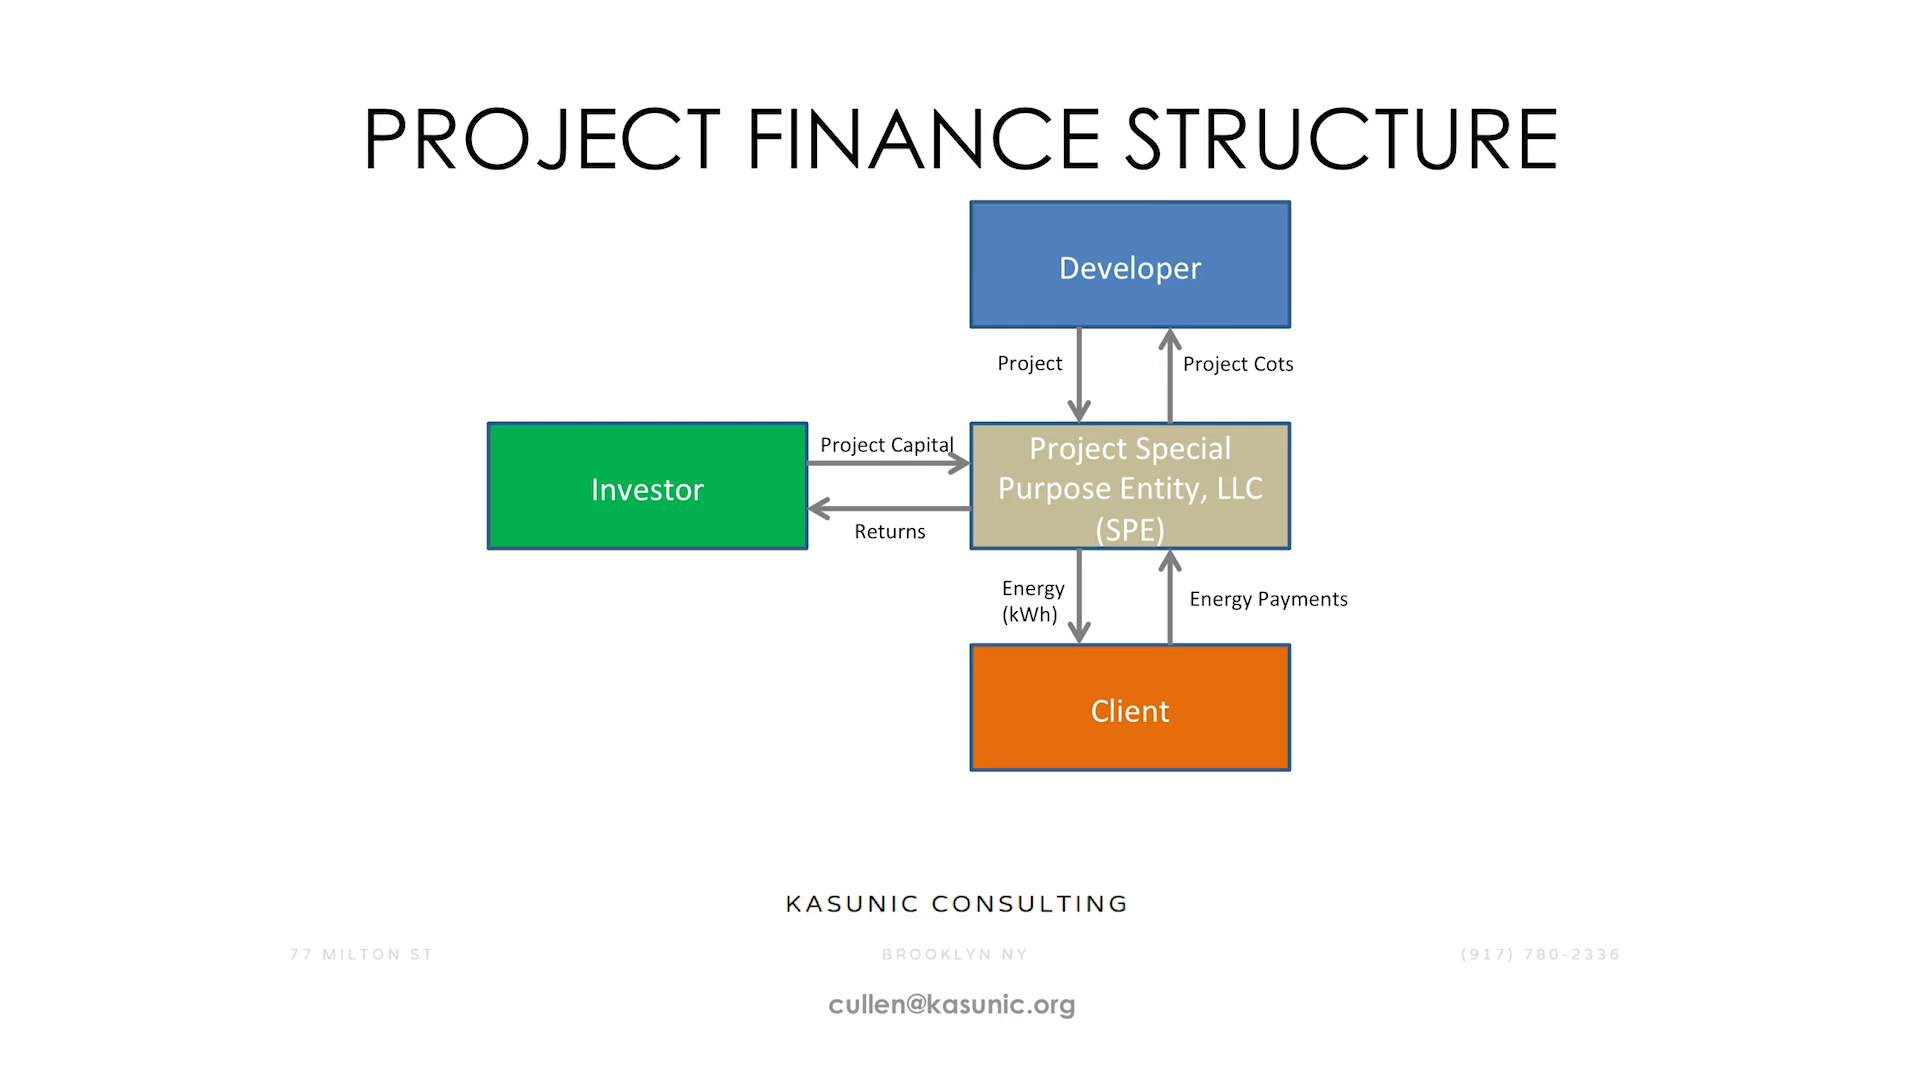 PROJECT FINANCE STRUCTURE
Developer
Project
Project Cots
Investor
Project Capital
Returns
Project Special
Purpose Entity, LLC
(SPE)
Energy
(kWh)
Energy Payments
Client
KASUNIC CONSULTING
77 MILTON ST
BROOKLYN NY
(917) 780-2336
cullen@kasunic.org